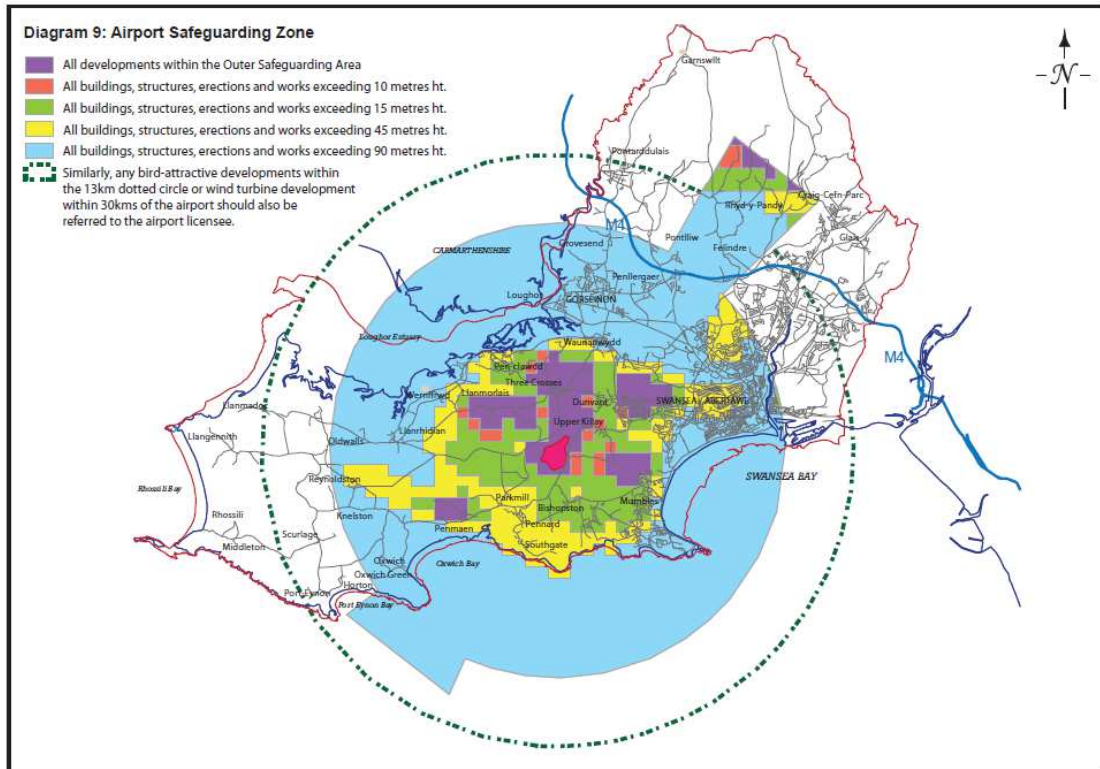 Diagram 9: Airport Safeguarding Zone
All developments within the Outer Safeguarding Area
All buildings, structures, erections and works exceeding 10 metres ht.
All buildings, structures, erections and works exceeding 15 metres ht.
All buildings, structures, erections and works exceeding 45 metres ht.
All buildings, structures, erections and works exceeding 90 metres ht.
Similarly, any bird-attractive developments within
the 13km dotted circle or wind turbine development
within 30kms of the airport should also be
referred to the airport licensee.
N
Garnswllt
Pontarddulais
Craig-Cefn-Parc
Rhyd-y-Pandy
M4
Pontlliw
Glais
CARMARTHENSHIRE
Grovesend
Felindre
Penllergaer
Loughor
GORSEINON
Loughor Estuary
Waunarlwydd
M4
Pen-clawdd
Three Crosses
Wernffrwd
Llanmorlais
Dunvant
SWANSEA / ABERTAWE
Llanmadoc
Upper Killay
Llangennith
Oldwalls
Llanrhidian
SWANSEA BAY
Reynoldston
Rhossili Bay
Parkmill
Mumbles
Bishopston
Rhossili
Knelston
Penmaen
Pennard
Scurlage
Southgate
Middleton
Oxwich
Oxwich Bay
Oxwich Green
Horton
Port-Eynon
Port Eynon Bay